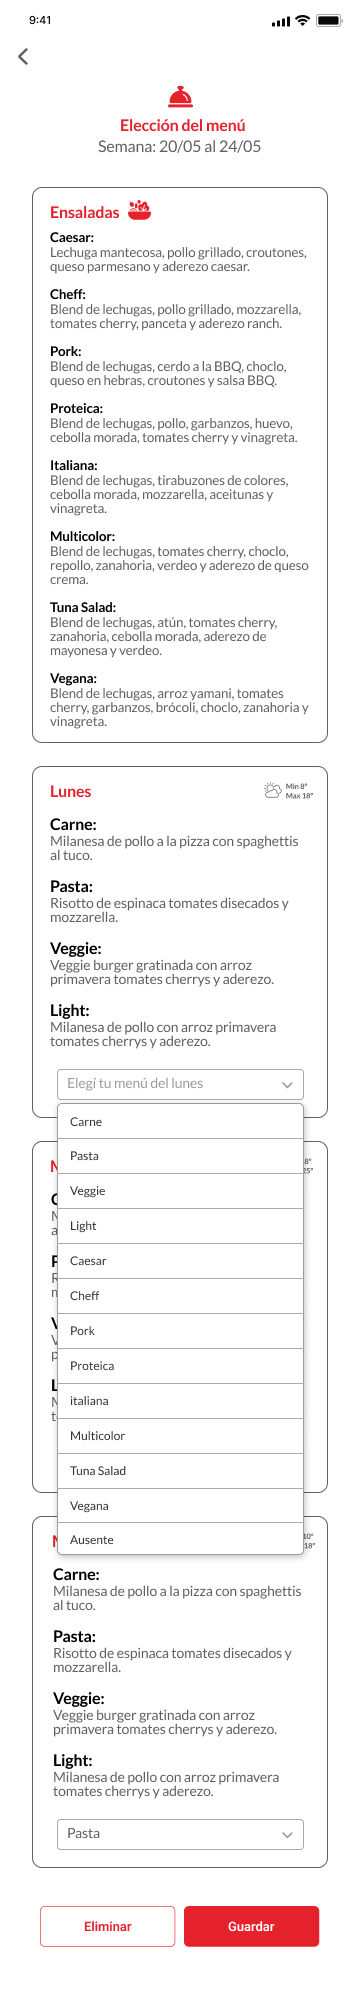 9:41
Elección del menú
Semana: 20/05 al 24/05
Ensaladas
Caesar:
Lechuga mantecosa, pollo grillado, croutones,
queso parmesano y aderezo caesar.
Cheff:
Blend de lechugas, pollo grillado, mozzarella,
tomates cherry, panceta y aderezo ranch.
Pork:
Blend de lechugas, cerdo a la BBQ, choclo,
queso en hebras, croutones y salsa BBQ.
Proteica:
Blend de lechugas, pollo, garbanzos, huevo,
cebolla morada, tomates cherry y vinagreta.
Italiana:
Blend de lechugas, tirabuzones de colores,
cebolla morada, mozzarella, aceitunas y
vinagreta.
Multicolor:
Blend de lechugas, tomates cherry, choclo,
repollo, zanahoria, verdeo y aderezo de queso
crema.
Tuna Salad:
Blend de lechugas, atún, tomates cherry,
zanahoria, cebolla morada, aderezo de
mayonesa y verdeo.
Vegana:
Blend de lechugas, arroz yamani, tomates
cherry, garbanzos, brócoli, choclo, zanahoria y
vinagreta.
Lunes
Min 8°
Max 18°
Carne:
Milanesa de pollo a la pizza con spaghettis
al tuco.
Pasta:
Risotto de espinaca tomates disecados y
mozzarella.
Veggie:
Veggie burger gratinada con arroz
primavera tomates cherrys y aderezo.
Light:
Milanesa de pollo con arroz primavera
tomates cherrys y aderezo.
Elegí tu menú del lunes
Carne
Pasta
Veggie
Light
Caesar
Cheff
Pork
Proteica
italiana
Multicolor
Tuna Salad
Vegana
Ausente
Carne:
Milanesa de pollo a la pizza con spaghettis
al tuco.
Pasta:
Risotto de espinaca tomates disecados y
mozzarella.
Veggie:
Veggie burger gratinada con arroz
primavera tomates cherrys y aderezo.
Light:
Milanesa de pollo con arroz primavera
tomates cherrys y aderezo.
Pasta
Eliminar
Guardar